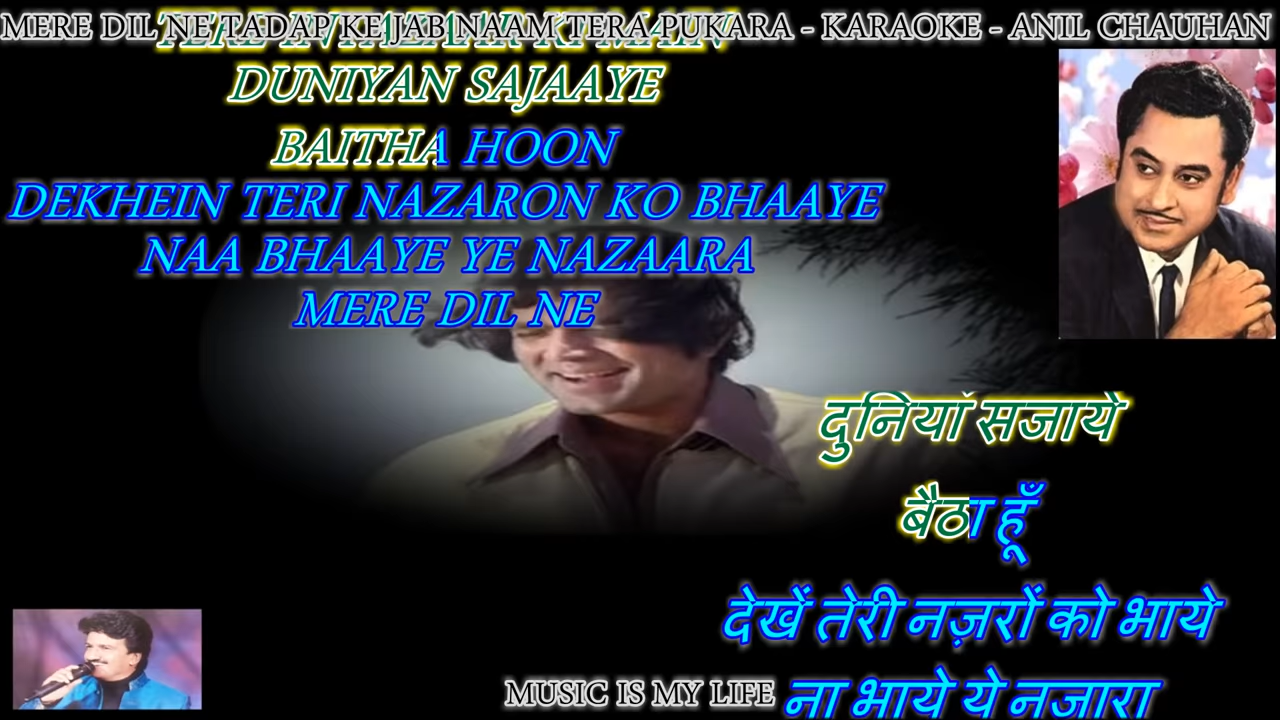 MERE DIL NE TADAP KE JAB NAAM TERA PUKARA - KARAOKE - ANIL CHAUHAN
DUNIYAN SAJAAYE
BAITHA HOON
DEKHEIN TERI NAZARON KO BHAAYE
NAA BHAAYE YE NAZAARA
MERE DIL NE
दुनियाँ सजाये
बैठा हूँ
देखें तेरी नज़रों को भाये
ना भाये ये नजारा
MUSIC IS MY LIFE